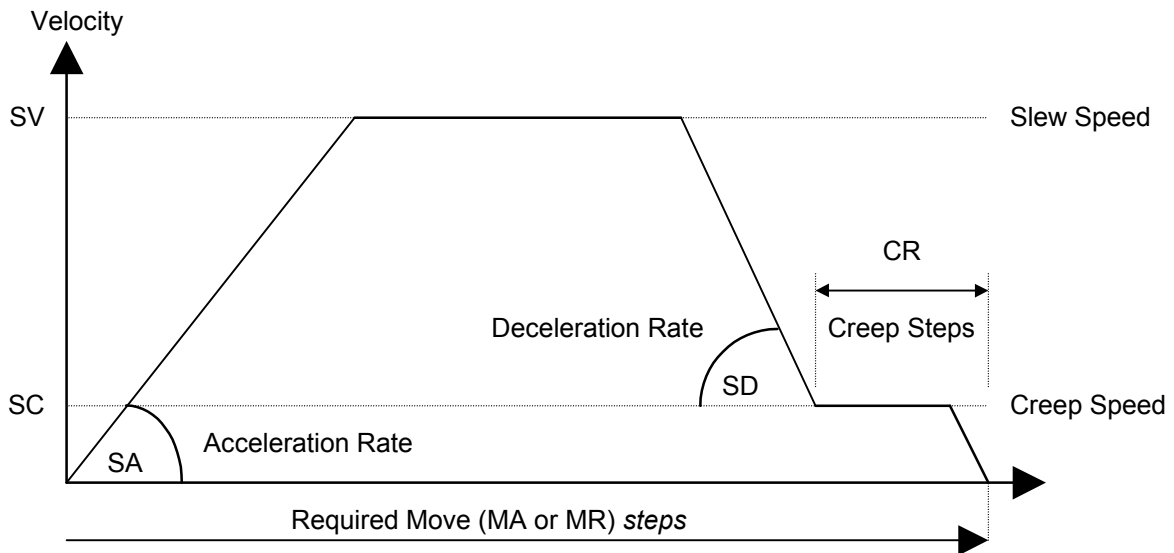 Velocity
SV
Slew Speed
CR
Deceleration Rate
Creep Steps
SD
SC
Creep Speed
Acceleration Rate
SA
Required Move (MA or MR) steps